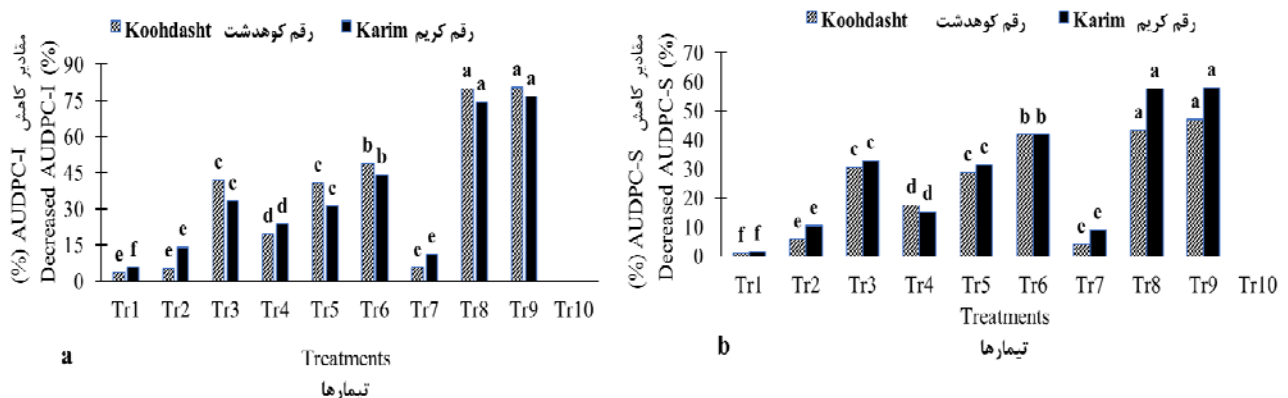 Koohdasht رقم کوهدشت Karim رقم کریم
مقادیر کاهش AUDPC-I (%)
Decreased AUDPC-I (%)
90
75
60
45
30
15
0
e f
e e
c c
d d
c c
b b
e e
a a
a a
Tr1 Tr2 Tr3 Tr4 Tr5 Tr6 Tr7 Tr8 Tr9 Tr10
Treatments
تیمارها
a
Koohdasht رقم کوهدشت Karim رقم کریم
مقادیر کاهش AUDPC-S (%)
Decreased AUDPC-S (%)
70
60
50
40
30
20
10
0
f f
e e
c c
d d
c c
b b
e e
a a
a a
Tr1 Tr2 Tr3 Tr4 Tr5 Tr6 Tr7 Tr8 Tr9 Tr10
Treatments
تیمارها
b